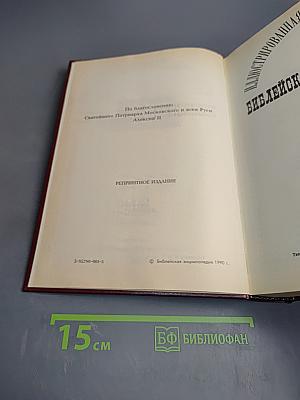 По благословению
Святейшего Патриарха Московского и всея Руси
Алексия II
РЕПРИНТНОЕ ИЗДАНИЕ
© Библейская энциклопедия 1990 г.
ИЛЛЮСТРИРОВАННАЯ
БИБЛЕЙСК
15 см
БФ БИБЛИОФАН